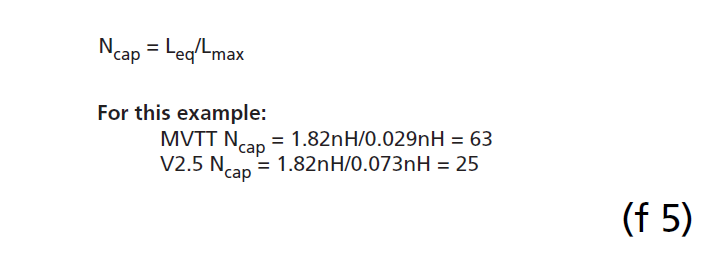 Ncap = Leq/Lmax
For this example:
MVTT Ncap = 1.82nH/0.029nH = 63
V2.5 Ncap = 1.82nH/0.073nH = 25
(f 5)